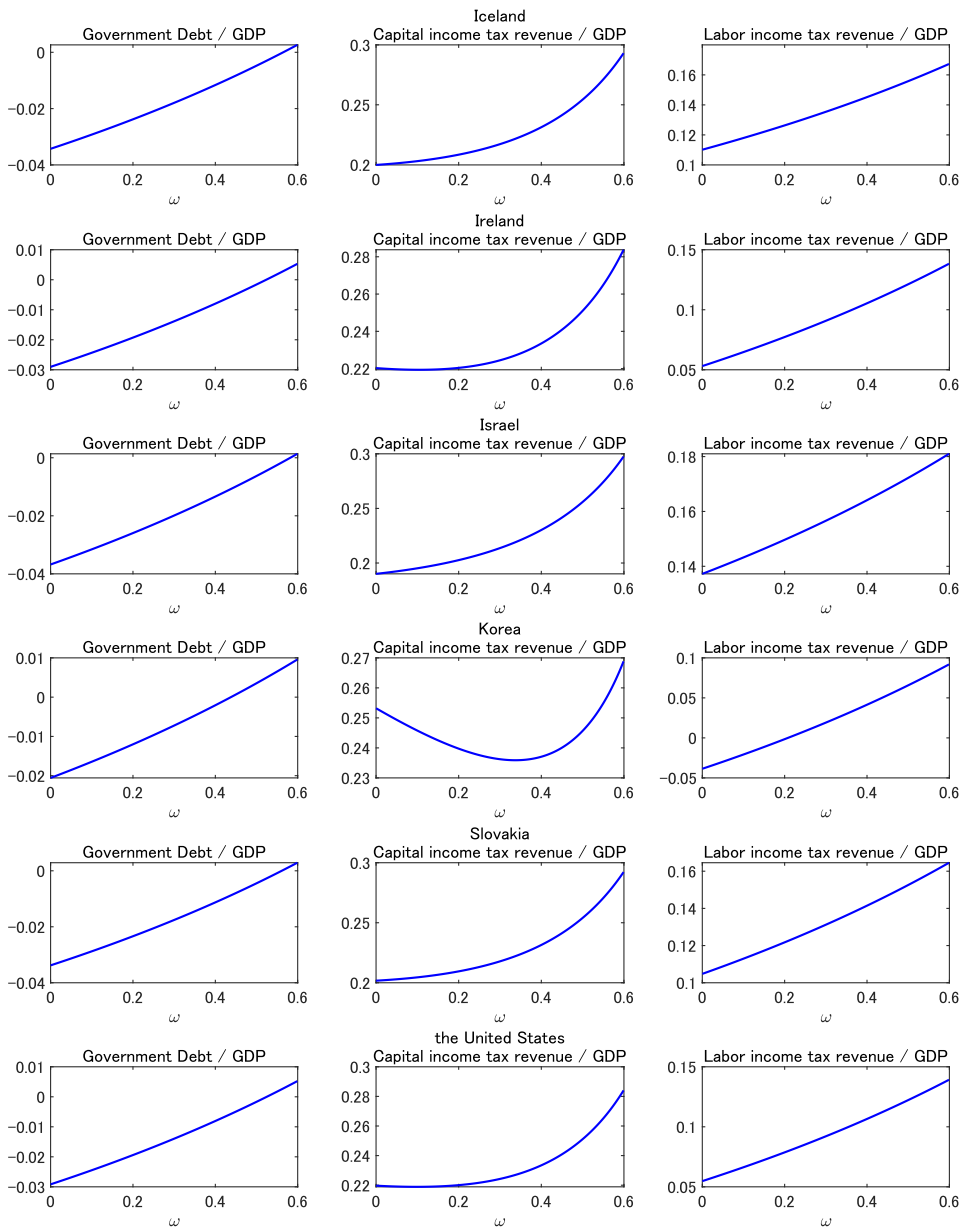 Iceland
Government Debt / GDP
Capital income tax revenue / GDP
Labor income tax revenue / GDP
0
−0.02
−0.04
0 0.2 0.4 0.6
ω
0.3
0.25
0.2
0 0.2 0.4 0.6
ω
0.16
0.14
0.12
0.1
0 0.2 0.4 0.6
ω
Ireland
Government Debt / GDP
Capital income tax revenue / GDP
Labor income tax revenue / GDP
0.01
0
−0.01
−0.02
−0.03
0 0.2 0.4 0.6
ω
0.28
0.26
0.24
0.22
0 0.2 0.4 0.6
ω
0.15
0.1
0.05
0 0.2 0.4 0.6
ω
Israel
Government Debt / GDP
Capital income tax revenue / GDP
Labor income tax revenue / GDP
0
−0.02
−0.04
0 0.2 0.4 0.6
ω
0.3
0.25
0.2
0 0.2 0.4 0.6
ω
0.18
0.16
0.14
0 0.2 0.4 0.6
ω
Korea
Government Debt / GDP
Capital income tax revenue / GDP
Labor income tax revenue / GDP
0.01
0
−0.01
−0.02
0 0.2 0.4 0.6
ω
0.27
0.26
0.25
0.24
0.23
0 0.2 0.4 0.6
ω
0.1
0.05
0
−0.05
0 0.2 0.4 0.6
ω
Slovakia
Government Debt / GDP
Capital income tax revenue / GDP
Labor income tax revenue / GDP
0
−0.02
−0.04
0 0.2 0.4 0.6
ω
0.3
0.25
0.2
0 0.2 0.4 0.6
ω
0.16
0.14
0.12
0.1
0 0.2 0.4 0.6
ω
the United States
Government Debt / GDP
Capital income tax revenue / GDP
Labor income tax revenue / GDP
0.01
0
−0.01
−0.02
−0.03
0 0.2 0.4 0.6
ω
0.3
0.28
0.26
0.24
0.22
0 0.2 0.4 0.6
ω
0.15
0.1
0.05
0 0.2 0.4 0.6
ω